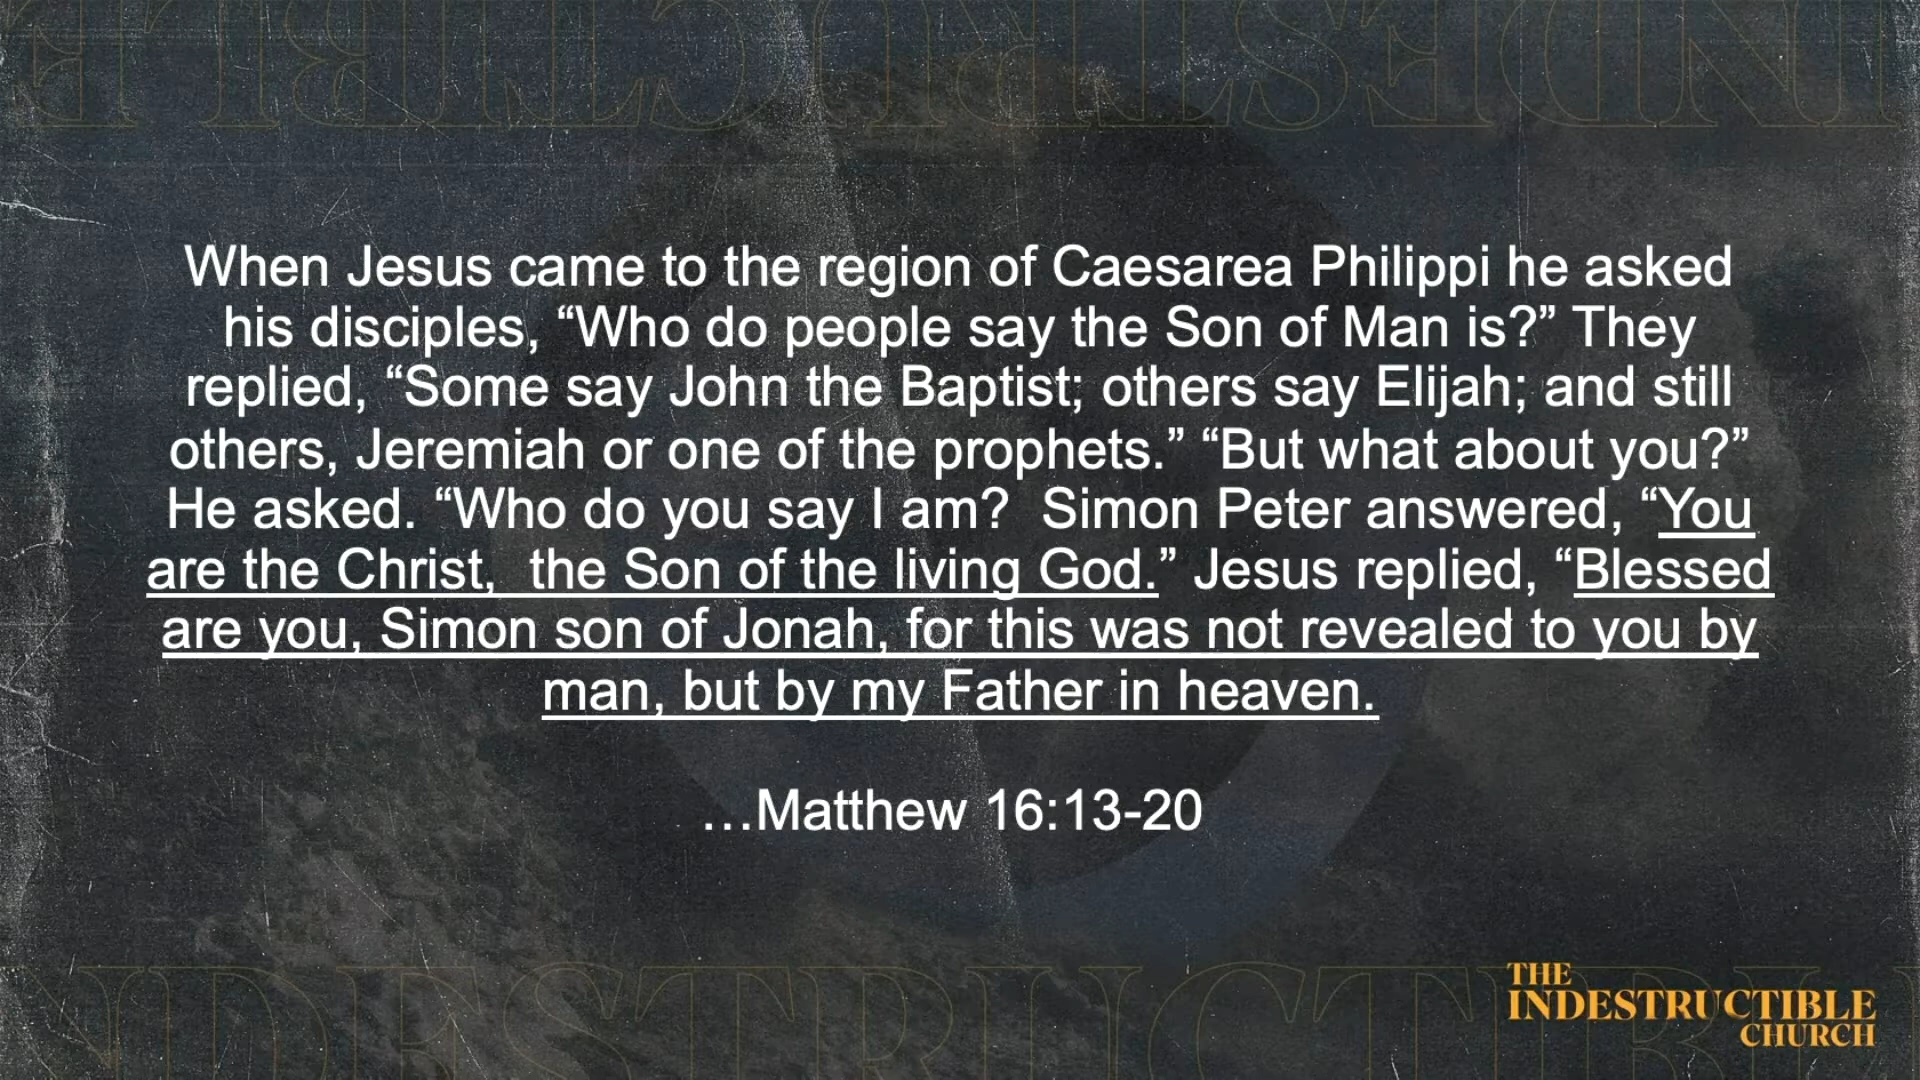 When Jesus came to the region of Caesarea Philippi he asked
his disciples, “Who do people say the Son of Man is?” They
replied, “Some say John the Baptist; others say Elijah; and still
others, Jeremiah or one of the prophets.” “But what about you?”
He asked. “Who do you say I am?  Simon Peter answered, “You
are the Christ,  the Son of the living God.” Jesus replied, “Blessed
are you, Simon son of Jonah, for this was not revealed to you by
man, but by my Father in heaven.
…Matthew 16:13-20
THE
INDESTRUCTIBLE
CHURCH